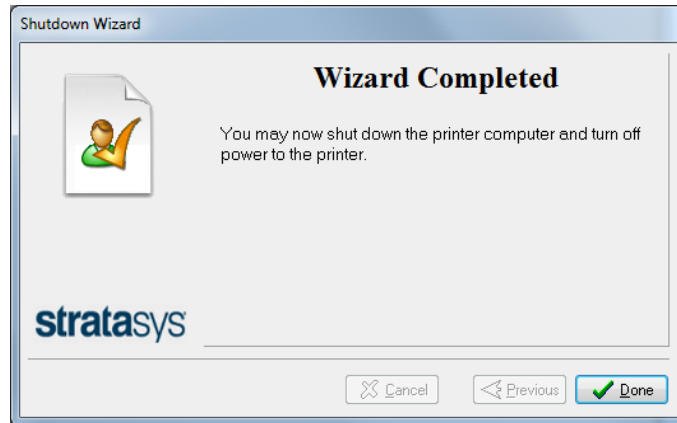 Shutdown Wizard
Wizard Completed
You may now shut down the printer computer and turn off
power to the printer.
stratasys
Cancel
Previous
Done